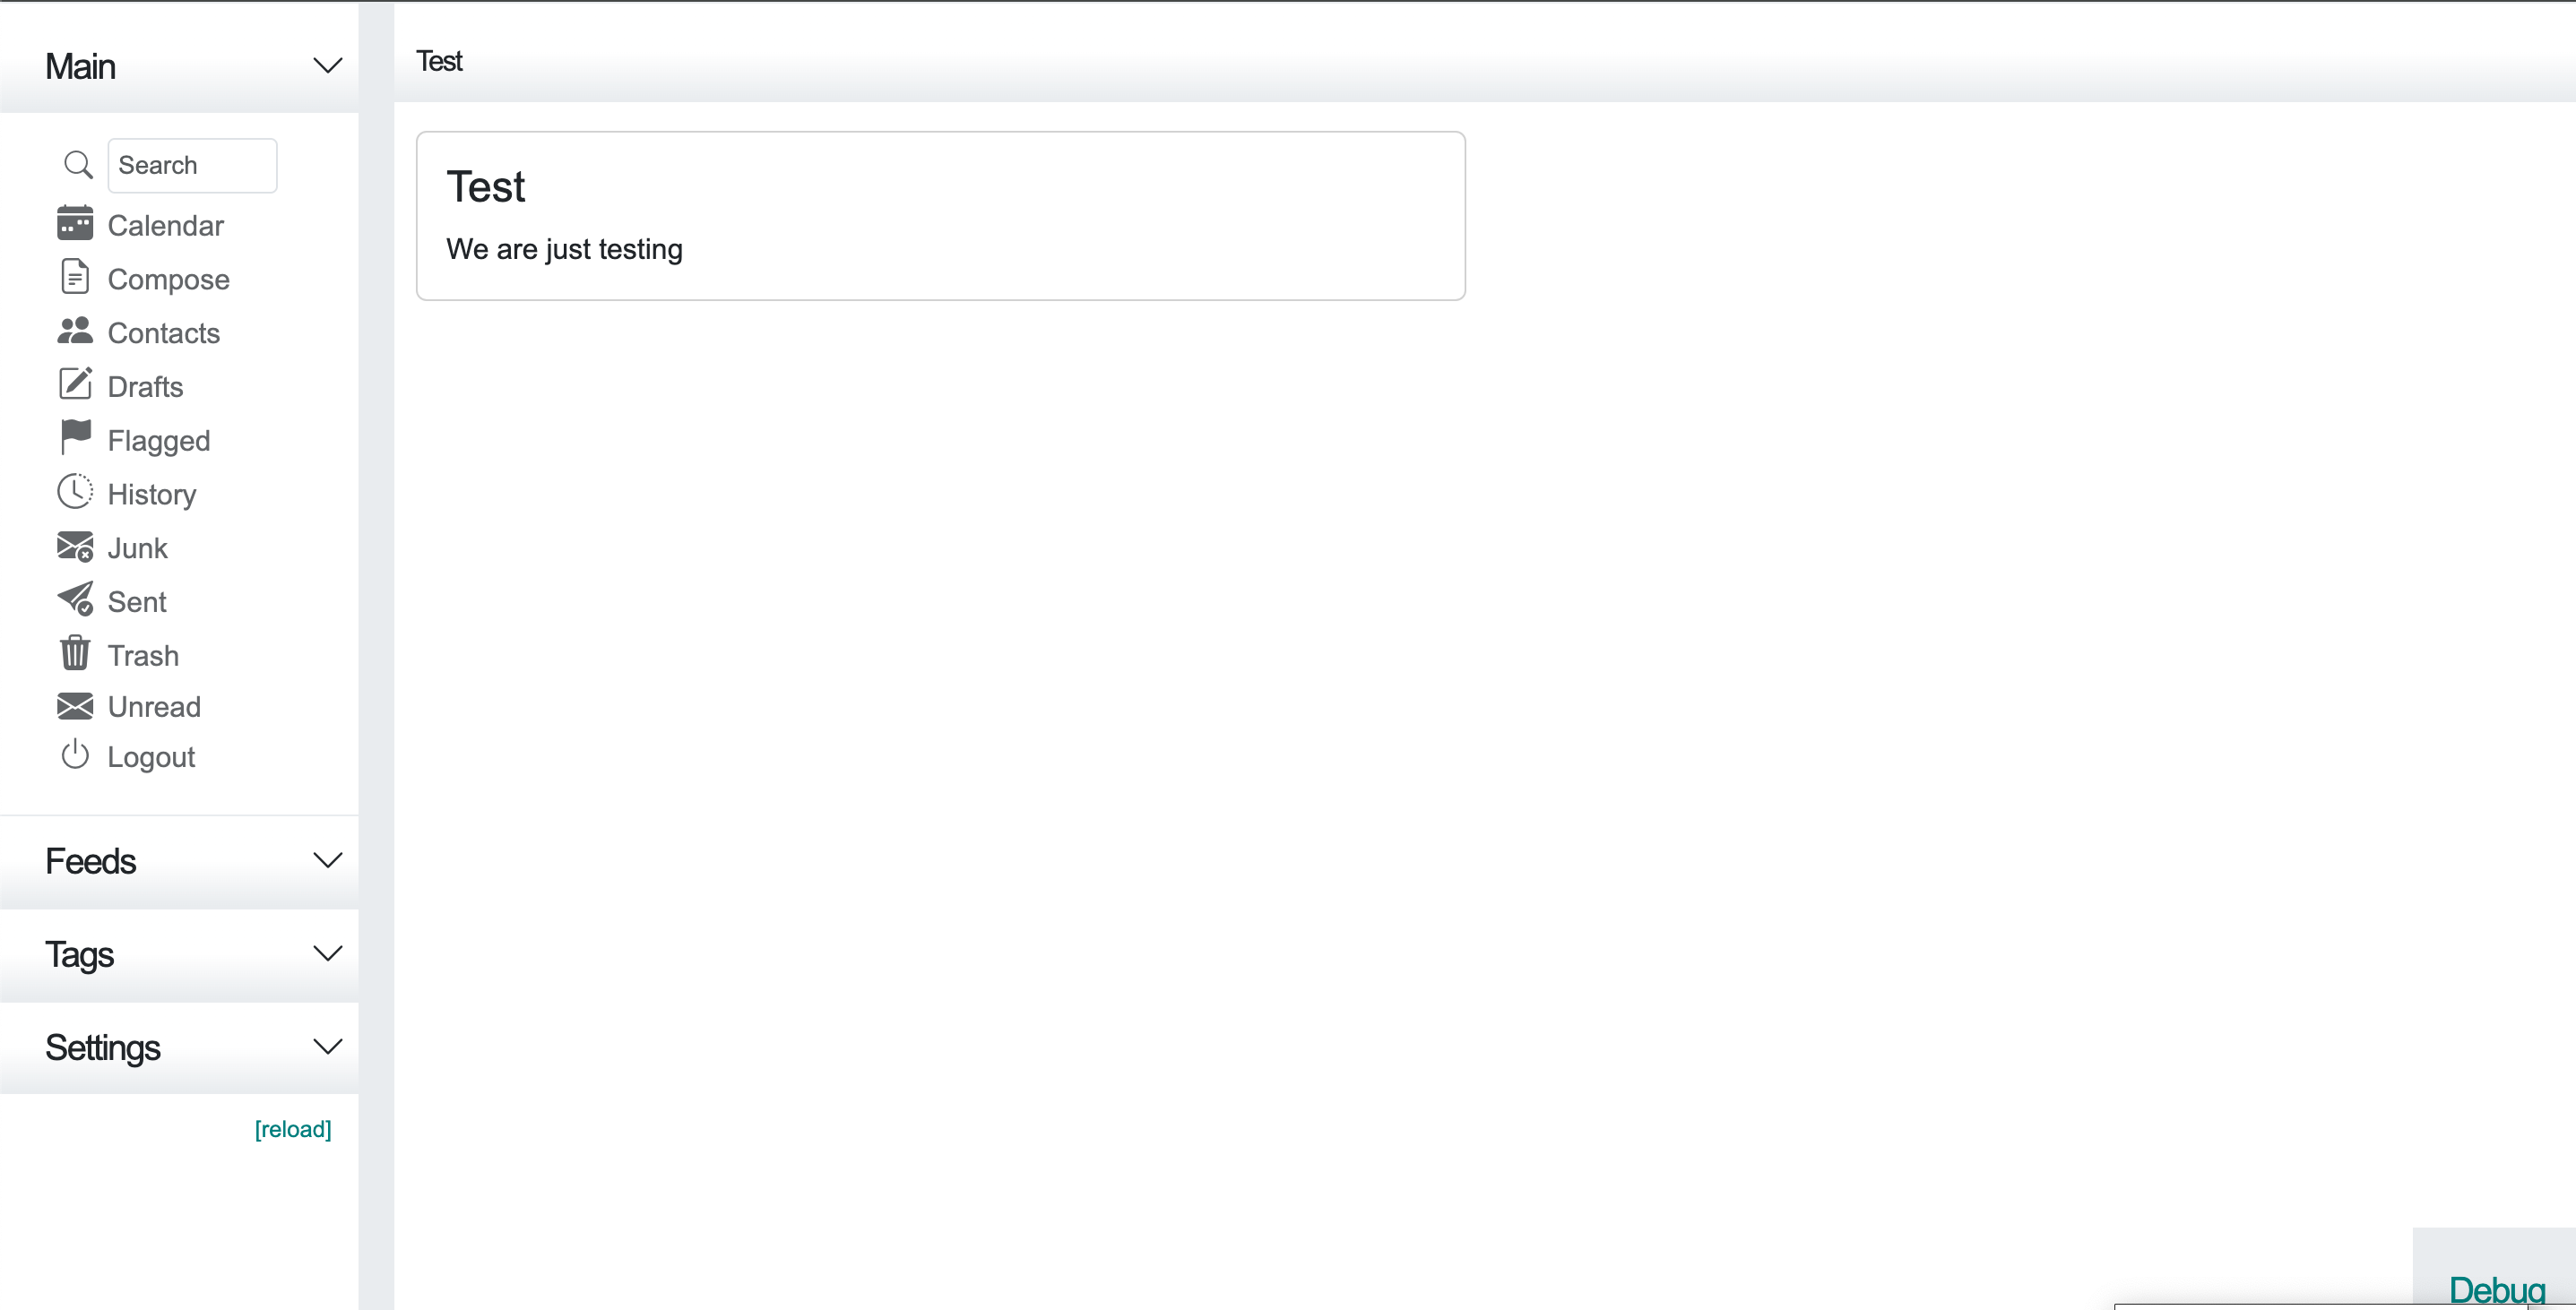 Main
Search
Calendar
Compose
Contacts
Drafts
Flagged
History
Junk
Sent
Trash
Unread
Logout
Feeds
Tags
Settings
[reload]
Test
Test
We are just testing
Debug